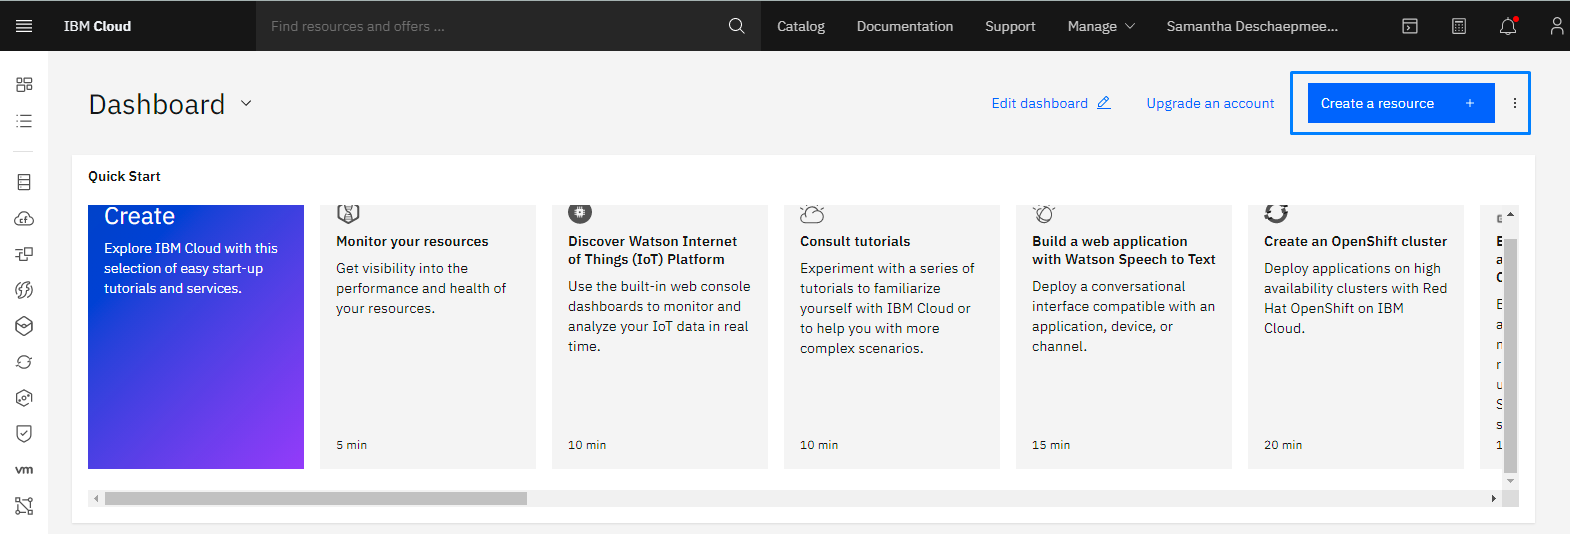 IBM Cloud
Find resources and offers ...
Catalog
Documentation
Support
Manage
Samantha Deschaepmee...
Dashboard
Edit dashboard
Upgrade an account
Create a resource +
Quick Start
Create
Explore IBM Cloud with this
selection of easy start-up
tutorials and services.
Monitor your resources
Get visibility into the
performance and health of
your resources.
5 min
Discover Watson Internet
of Things (IoT) Platform
Use the built-in web console
dashboards to monitor and
analyze your IoT data in real
time.
10 min
Consult tutorials
Experiment with a series of
tutorials to familiarize
yourself with IBM Cloud or
to help you with more
complex scenarios.
10 min
Build a web application
with Watson Speech to Text
Deploy a conversational
interface compatible with an
application, device, or
channel.
15 min
Create an OpenShift cluster
Deploy applications on high
availability clusters with Red
Hat OpenShift on IBM
Cloud.
20 min
cf
vm